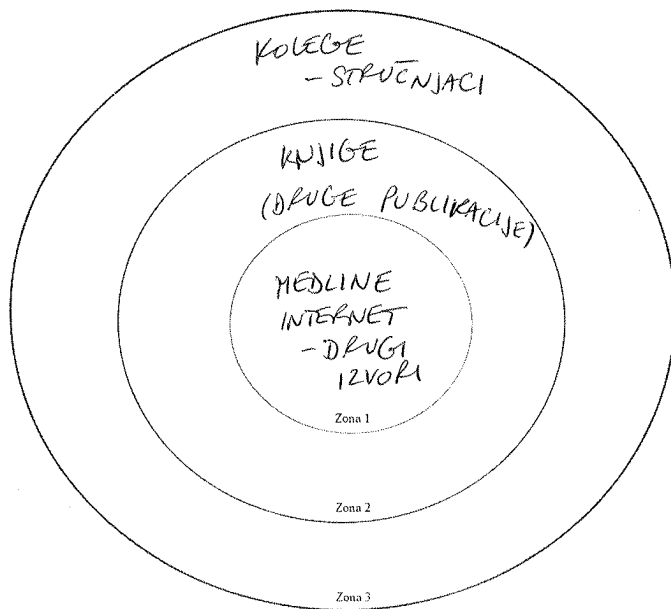 KOLEGE
- STRUČNJACI
KNJIGE
(DRUGE PUBLIKACIJE)
MEDLINE
INTERNET
- DRUGI
IZVORI
Zona 1
Zona 2
Zona 3